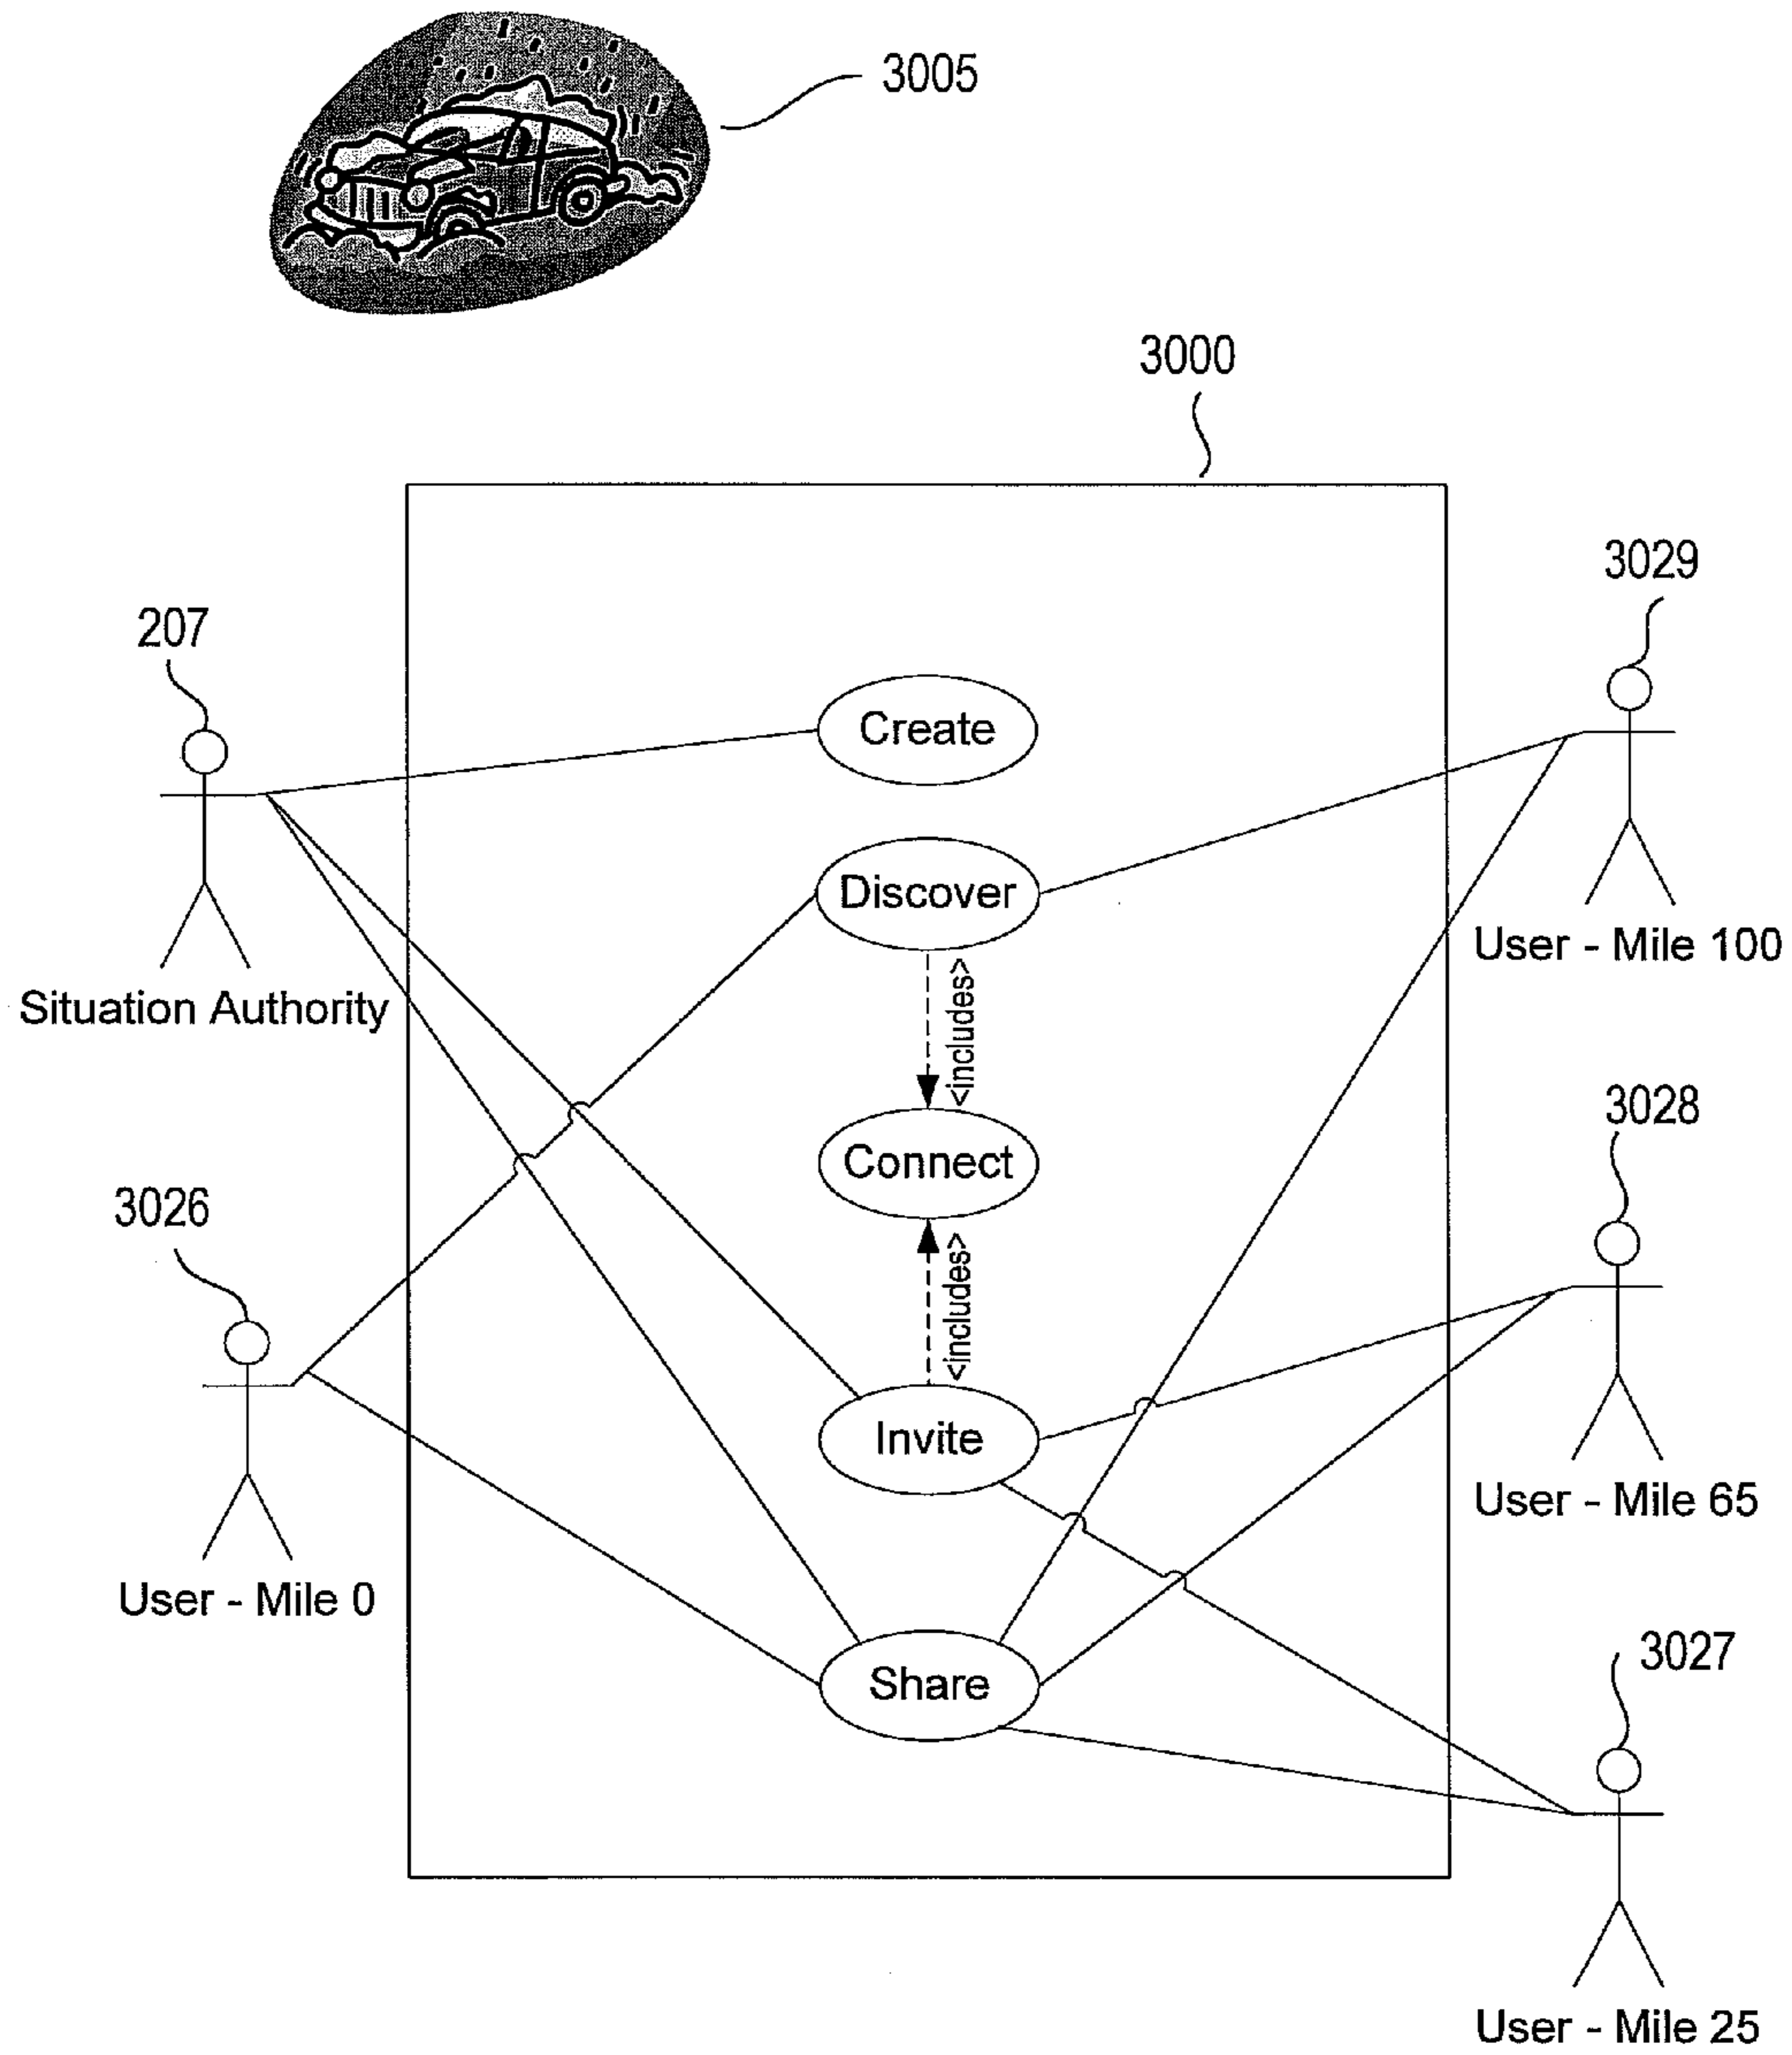 3005
3000
3029
207
Create
Discover
User - Mile 100
Situation Authority
<includes>
3028
Connect
3026
<includes>
Invite
User - Mile 65
User - Mile 0
3027
Share
User - Mile 25